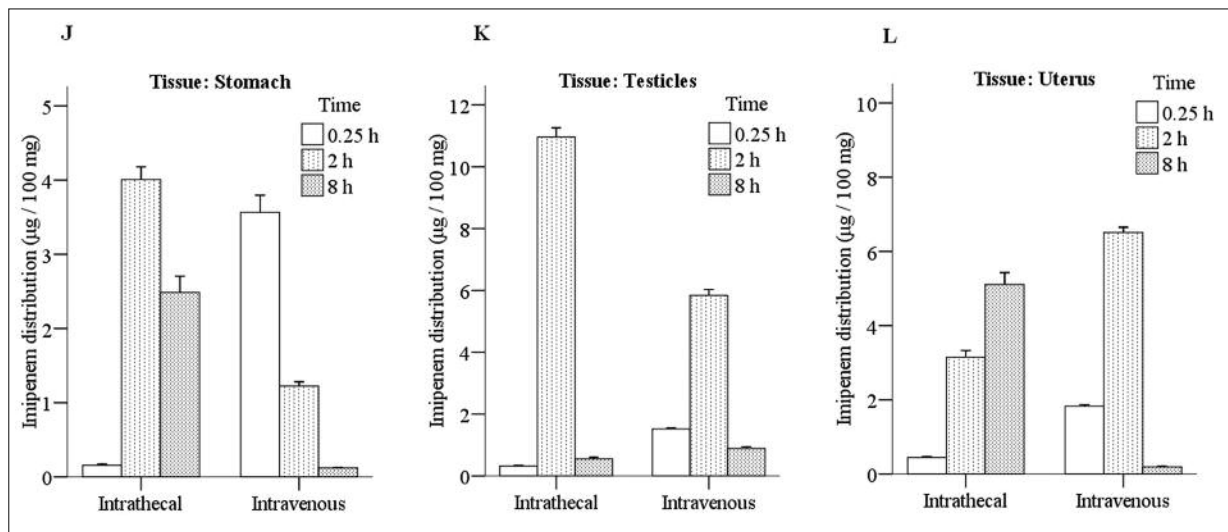 J
Tissue: Stomach
Time
0.25 h
2 h
8 h
Imipenem distribution (µg / 100 mg)
5
4
3
2
1
0
Intrathecal
Intravenous
K
Tissue: Testicles
Time
0.25 h
2 h
8 h
Imipenem distribution (µg / 100 mg)
12
10
8
6
4
2
0
Intrathecal
Intravenous
L
Tissue: Uterus
Time
0.25 h
2 h
8 h
Imipenem distribution (µg / 100 mg)
10
8
6
4
2
0
Intrathecal
Intravenous